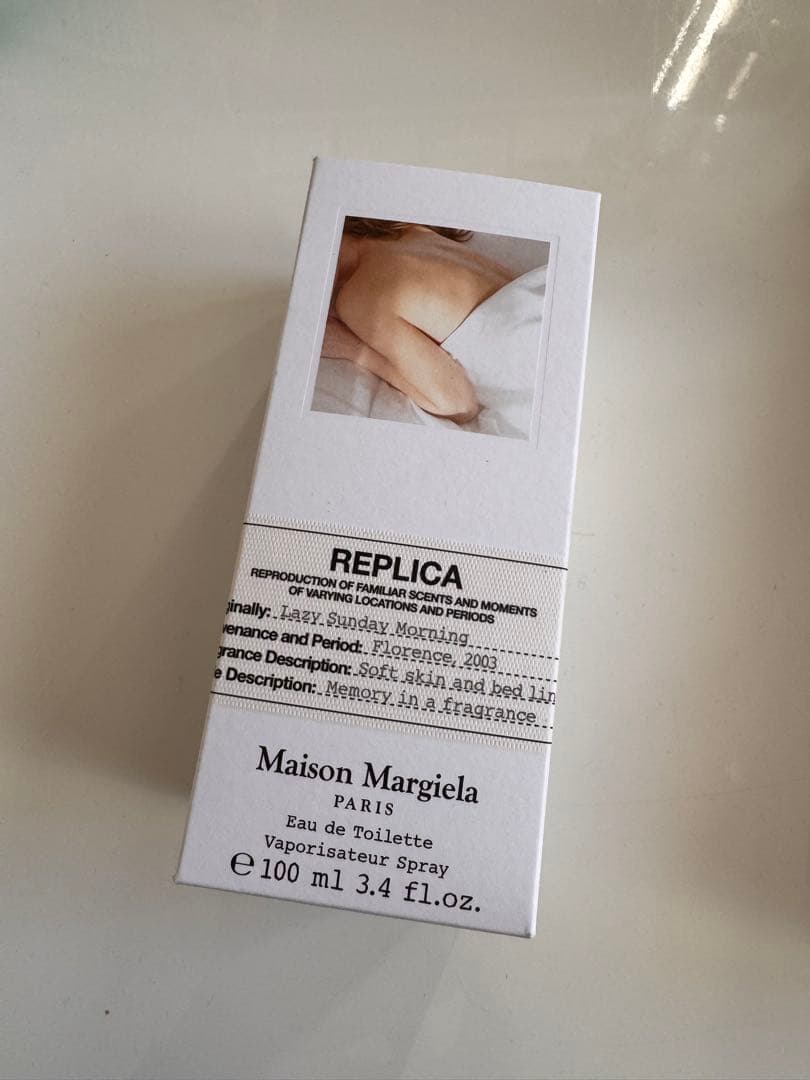 REPLICA
REPRODUCTION OF FAMILIAR SCENTS AND MOMENTS
OF VARYING LOCATIONS AND PERIODS
ginally: Lazy Sunday Morning
venance and Period: Florence, 2003
grance Description: Soft skin and bed lin
e Description: Memory in a fragrance
Maison Margiela
PARIS
Eau de Toilette
Vaporisateur Spray
℮ 100 ml 3.4 fl.oz.